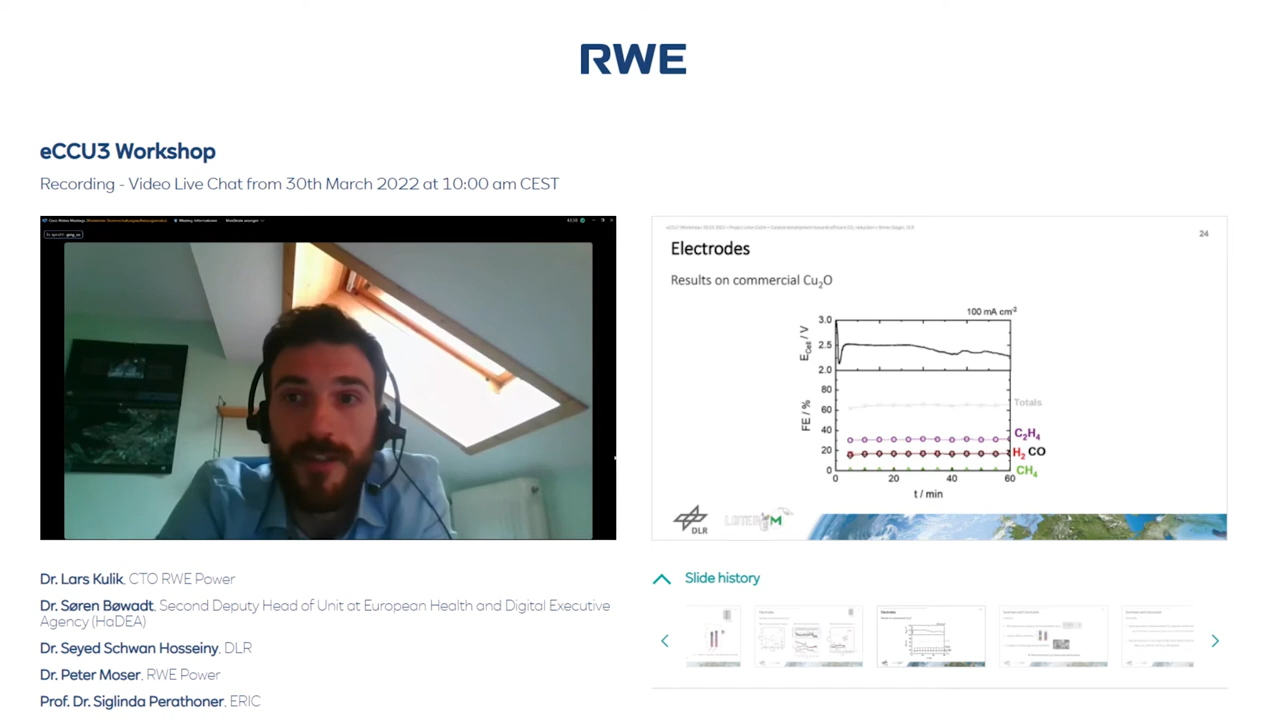 RWE
eCCU3 Workshop
Recording - Video Live Chat from 30th March 2022 at 10:00 am CEST
24
Electrodes
Results on commercial Cu₂O
100 mA cm⁻²
E_Cell / V
3.0
2.5
2.0
FE / %
80
60
40
20
0
Totals
C₂H₄
H₂ CO
CH₄
0 20 40 60
t / min
DLR
Dr. Lars Kulik, CTO RWE Power
Dr. Søren Bøwadt, Second Deputy Head of Unit at European Health and Digital Executive
Agency (HaDEA)
Dr. Seyed Schwan Hosseiny, DLR
Dr. Peter Moser, RWE Power
Prof. Dr. Siglinda Perathoner, ERIC
Slide history